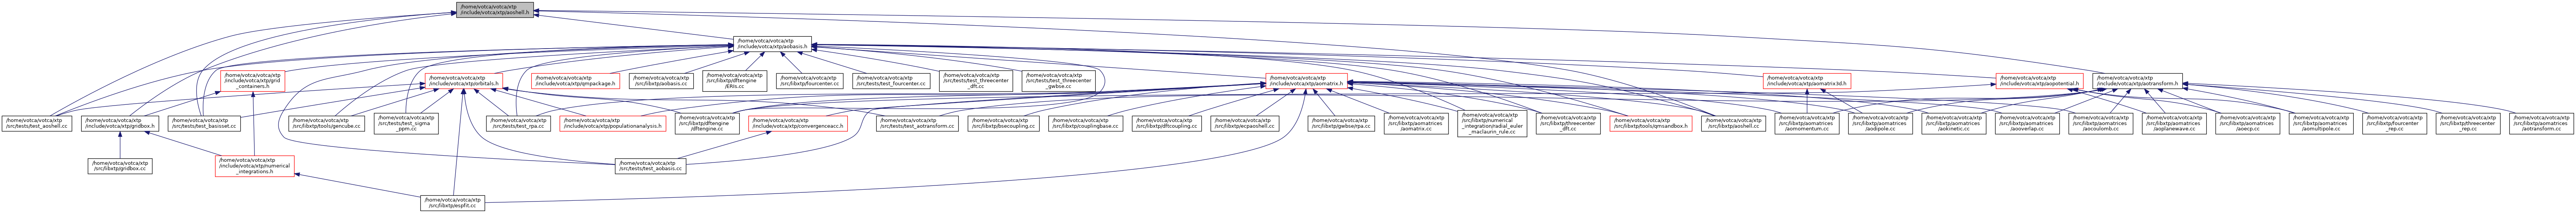 /home/votca/votca/xtp
/include/votca/xtp/aoshell.h
/home/votca/votca/xtp
/include/votca/xtp/aobasis.h
/home/votca/votca/xtp
/include/votca/xtp/grid
_containers.h
/home/votca/votca/xtp
/include/votca/xtp/orbitals.h
/home/votca/votca/xtp
/include/votca/xtp/qmpackage.h
/home/votca/votca/xtp
/src/libxtp/aobasis.cc
/home/votca/votca/xtp
/src/libxtp/dftengine
/ERIs.cc
/home/votca/votca/xtp
/src/libxtp/fourcenter.cc
/home/votca/votca/xtp
/src/tests/test_fourcenter.cc
/home/votca/votca/xtp
/src/tests/test_threecenter
_dft.cc
/home/votca/votca/xtp
/src/tests/test_threecenter
_gwbse.cc
/home/votca/votca/xtp
/include/votca/xtp/aomatrix.h
/home/votca/votca/xtp
/include/votca/xtp/aomatrix3d.h
/home/votca/votca/xtp
/include/votca/xtp/aopotential.h
/home/votca/votca/xtp
/include/votca/xtp/aotransform.h
/home/votca/votca/xtp
/src/tests/test_aoshell.cc
/home/votca/votca/xtp
/include/votca/xtp/gridbox.h
/home/votca/votca/xtp
/src/tests/test_basisset.cc
/home/votca/votca/xtp
/src/libxtp/tools/gencube.cc
/home/votca/votca/xtp
/src/tests/test_sigma
_ppm.cc
/home/votca/votca/xtp
/src/tests/test_rpa.cc
/home/votca/votca/xtp
/include/votca/xtp/populationanalysis.h
/home/votca/votca/xtp
/src/libxtp/dftengine
/dftengine.cc
/home/votca/votca/xtp
/include/votca/xtp/convergenceacc.h
/home/votca/votca/xtp
/src/tests/test_aotransform.cc
/home/votca/votca/xtp
/src/libxtp/bsecoupling.cc
/home/votca/votca/xtp
/src/libxtp/couplingbase.cc
/home/votca/votca/xtp
/src/libxtp/dftcoupling.cc
/home/votca/votca/xtp
/src/libxtp/ecpaoshell.cc
/home/votca/votca/xtp
/src/libxtp/gwbse/rpa.cc
/home/votca/votca/xtp
/src/libxtp/aomatrices
/aomatrix.cc
/home/votca/votca/xtp
/src/libxtp/numerical
_integration/radial_euler
_maclaurin_rule.cc
/home/votca/votca/xtp
/src/libxtp/threecenter
_dft.cc
/home/votca/votca/xtp
/src/libxtp/tools/qmsandbox.h
/home/votca/votca/xtp
/src/libxtp/aoshell.cc
/home/votca/votca/xtp
/src/libxtp/aomatrices
/aomomentum.cc
/home/votca/votca/xtp
/src/libxtp/aomatrices
/aodipole.cc
/home/votca/votca/xtp
/src/libxtp/aomatrices
/aokinetic.cc
/home/votca/votca/xtp
/src/libxtp/aomatrices
/aooverlap.cc
/home/votca/votca/xtp
/src/libxtp/aomatrices
/aocoulomb.cc
/home/votca/votca/xtp
/src/libxtp/aomatrices
/aoplanewave.cc
/home/votca/votca/xtp
/src/libxtp/aomatrices
/aoecp.cc
/home/votca/votca/xtp
/src/libxtp/aomatrices
/aomultipole.cc
/home/votca/votca/xtp
/src/libxtp/fourcenter
_rep.cc
/home/votca/votca/xtp
/src/libxtp/threecenter
_rep.cc
/home/votca/votca/xtp
/src/libxtp/aomatrices
/aotransform.cc
/home/votca/votca/xtp
/src/libxtp/gridbox.cc
/home/votca/votca/xtp
/include/votca/xtp/numerical
_integrations.h
/home/votca/votca/xtp
/src/tests/test_aobasis.cc
/home/votca/votca/xtp
/src/libxtp/espfit.cc